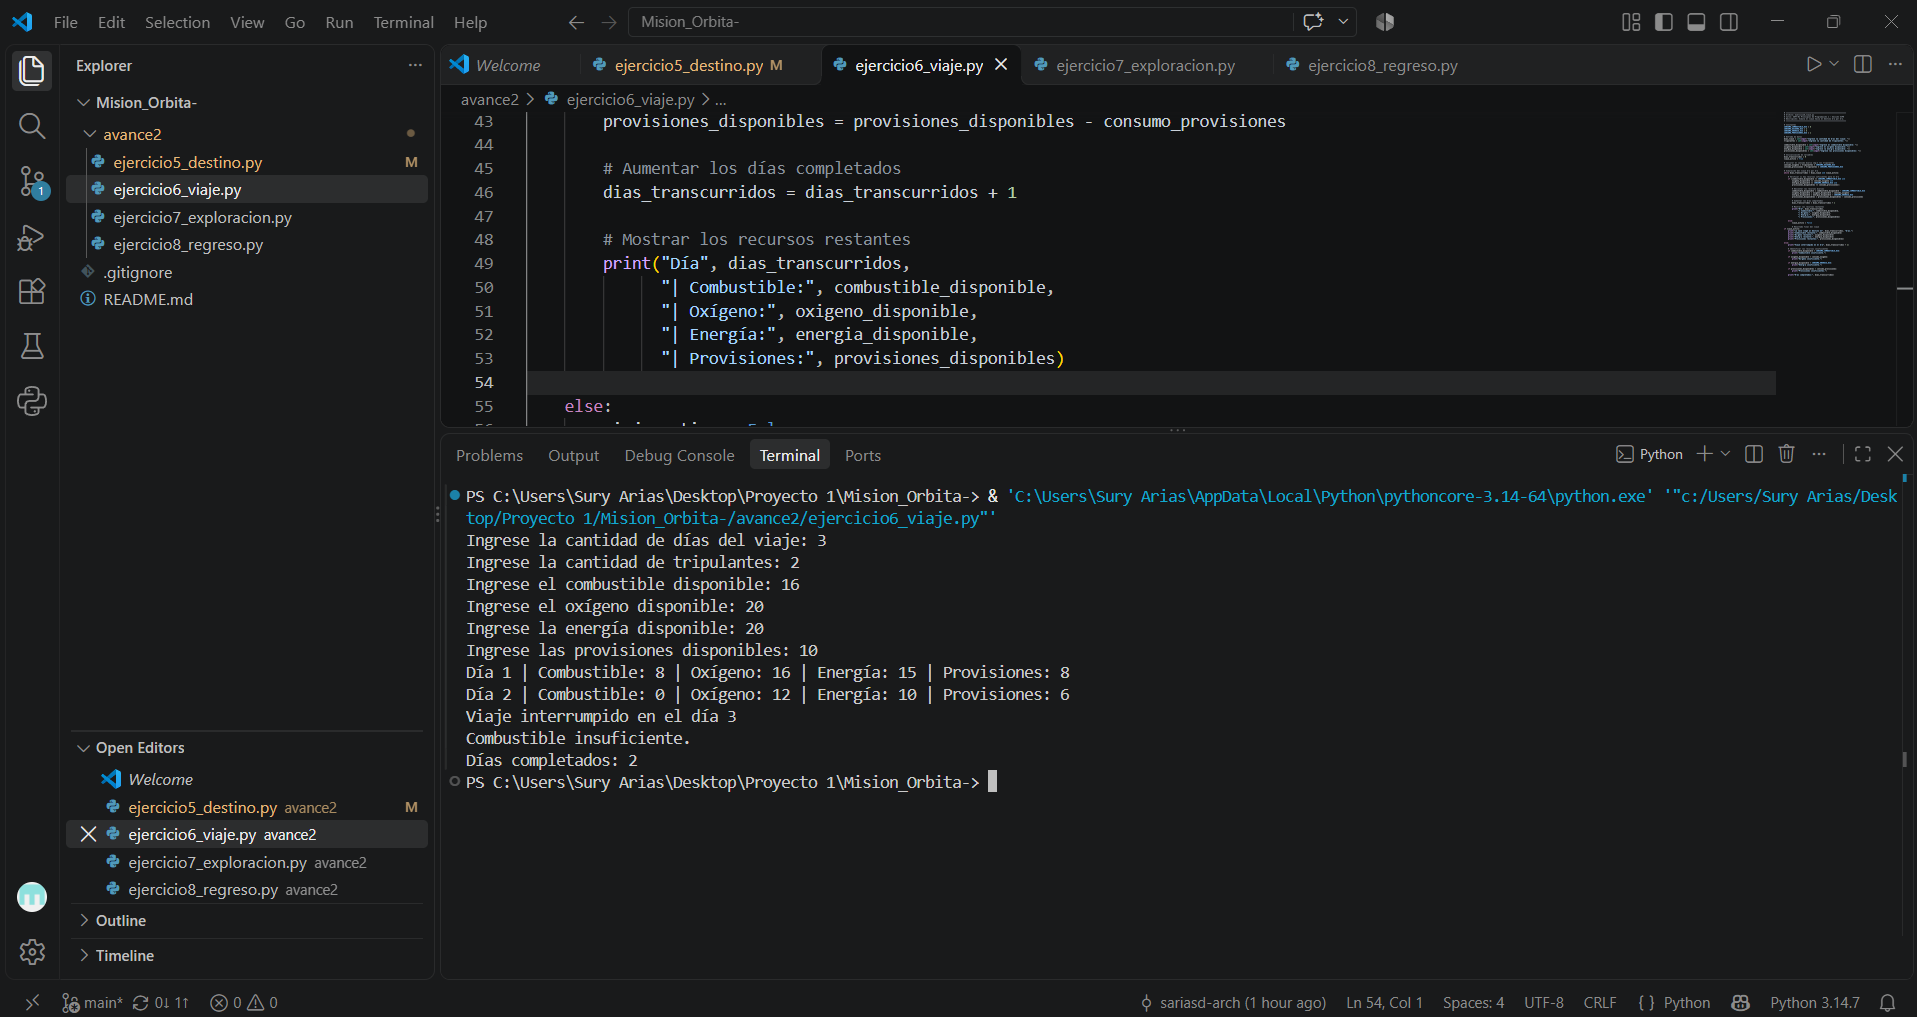 File Edit Selection View Go Run Terminal Help
Mision_Orbita-
Explorer
Mision_Orbita-
avance2
ejercicio5_destino.py M
ejercicio6_viaje.py
ejercicio7_exploracion.py
ejercicio8_regreso.py
.gitignore
README.md
Open Editors
Welcome
ejercicio5_destino.py avance2 M
ejercicio6_viaje.py avance2
ejercicio7_exploracion.py avance2
ejercicio8_regreso.py avance2
Outline
Timeline
1
Welcome ejercicio5_destino.py M ejercicio6_viaje.py ejercicio7_exploracion.py ejercicio8_regreso.py
avance2 > ejercicio6_viaje.py > ...
43 provisiones_disponibles = provisiones_disponibles - consumo_provisiones
44
45 # Aumentar los días completados
46 dias_transcurridos = dias_transcurridos + 1
47
48 # Mostrar los recursos restantes
49 print("Día", dias_transcurridos,
50 "| Combustible:", combustible_disponible,
51 "| Oxígeno:", oxigeno_disponible,
52 "| Energía:", energia_disponible,
53 "| Provisiones:", provisiones_disponibles)
54
55 else:
Problems Output Debug Console Terminal Ports
Python
PS C:\Users\Sury Arias\Desktop\Proyecto 1\Mision_Orbita-> & 'C:\Users\Sury Arias\AppData\Local\Python\pythoncore-3.14-64\python.exe' '"c:/Users/Sury Arias/Desk
top/Proyecto 1/Mision_Orbita-/avance2/ejercicio6_viaje.py"'
Ingrese la cantidad de días del viaje: 3
Ingrese la cantidad de tripulantes: 2
Ingrese el combustible disponible: 16
Ingrese el oxígeno disponible: 20
Ingrese la energía disponible: 20
Ingrese las provisiones disponibles: 10
Día 1 | Combustible: 8 | Oxígeno: 16 | Energía: 15 | Provisiones: 8
Día 2 | Combustible: 0 | Oxígeno: 12 | Energía: 10 | Provisiones: 6
Viaje interrumpido en el día 3
Combustible insuficiente.
Días completados: 2
PS C:\Users\Sury Arias\Desktop\Proyecto 1\Mision_Orbita->
main* 0↓ 1↑ 0 0 sariasd-arch (1 hour ago) Ln 54, Col 1 Spaces: 4 UTF-8 CRLF { } Python Python 3.14.7